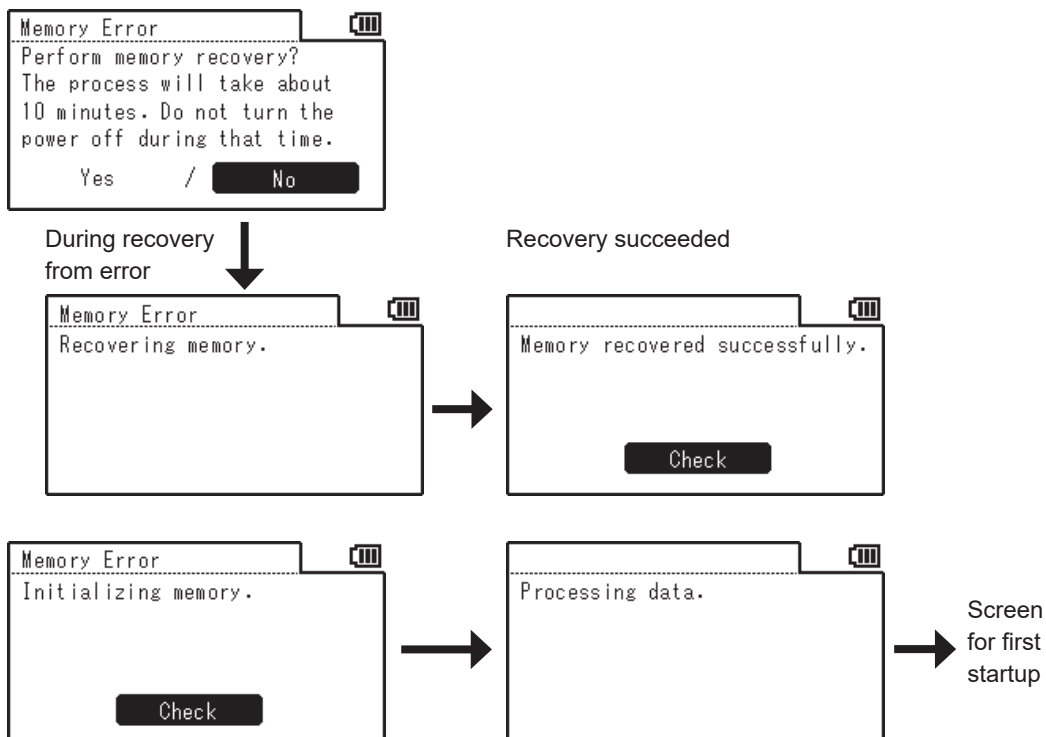 Memory Error
Perform memory recovery?
The process will take about
10 minutes. Do not turn the
power off during that time.
Yes / No
During recovery
from error
Recovery succeeded
Memory Error
Recovering memory.
Memory recovered successfully.
Check
Memory Error
Initializing memory.
Check
Processing data.
Screen
for first
startup